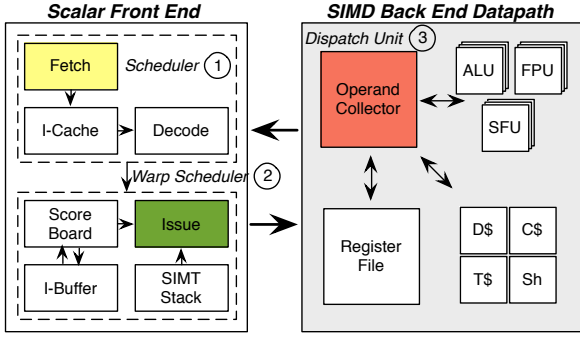 Scalar Front End
SIMD Back End Datapath
Fetch
Scheduler 1
I-Cache
Decode
Warp Scheduler 2
Score
Board
Issue
I-Buffer
SIMT
Stack
Dispatch Unit 3
Operand
Collector
ALU
FPU
SFU
Register
File
D$
C$
T$
Sh